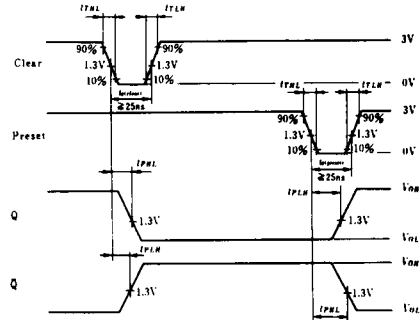 tTHL tTLH
90% 90% 3V
Clear 1.3V 1.3V
10% 10% 0V
≧25ns tTHL tTLH
90% 90% 3V
Preset 1.3V 1.3V
10% 10% 0V
≧25ns
tPHL tPLH VOH
Q 1.3V 1.3V
VOL
tPLH VOH
Q̄ 1.3V 1.3V
VOL
tPHL